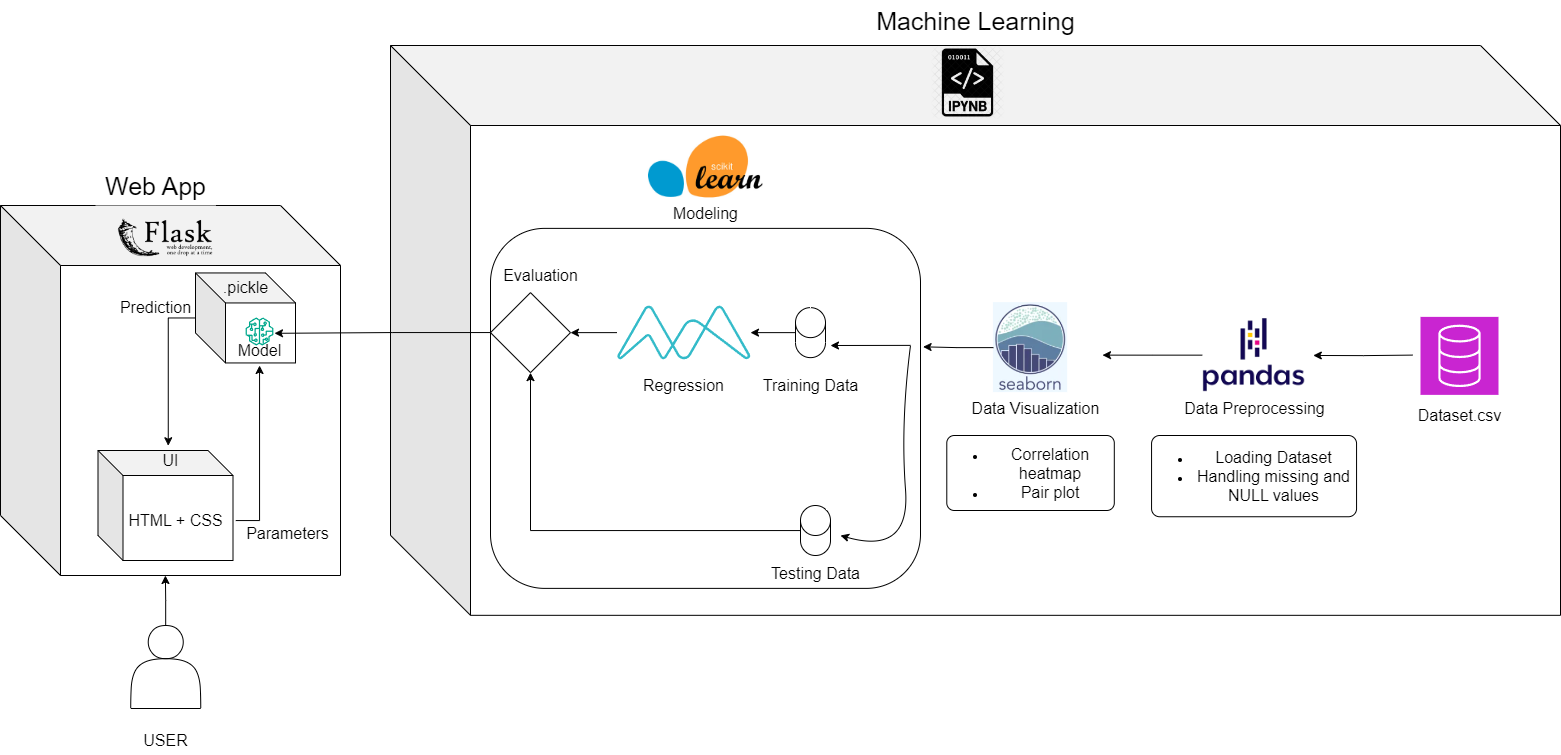 Machine Learning
010011
</>
IPYNB
scikit
learn
Modeling
Web App
Flask
web development,
one drop at a time
.pickle
Prediction
Model
UI
HTML + CSS
Parameters
USER
Evaluation
Regression
Training Data
Testing Data
seaborn
Data Visualization
• Correlation
heatmap
• Pair plot
pandas
Data Preprocessing
• Loading Dataset
• Handling missing and
NULL values
Dataset.csv